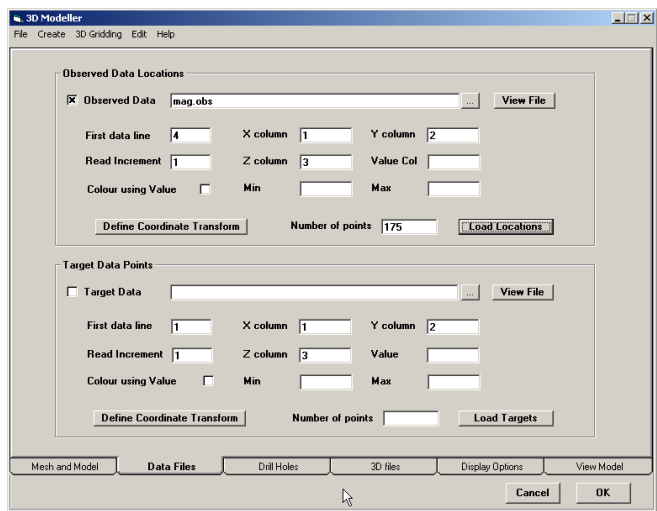 3D Modeller
File Create 3D Gridding Edit Help
Observed Data Locations
Observed Data mag.obs ... View File
First data line 4 X column 1 Y column 2
Read Increment 1 Z column 3 Value Col
Colour using Value Min Max
Define Coordinate Transform Number of points 175 Load Locations
Target Data Points
Target Data ... View File
First data line 1 X column 1 Y column 2
Read Increment 1 Z column 3 Value
Colour using Value Min Max
Define Coordinate Transform Number of points Load Targets
Mesh and Model Data Files Drill Holes 3D files Display Options View Model
Cancel OK